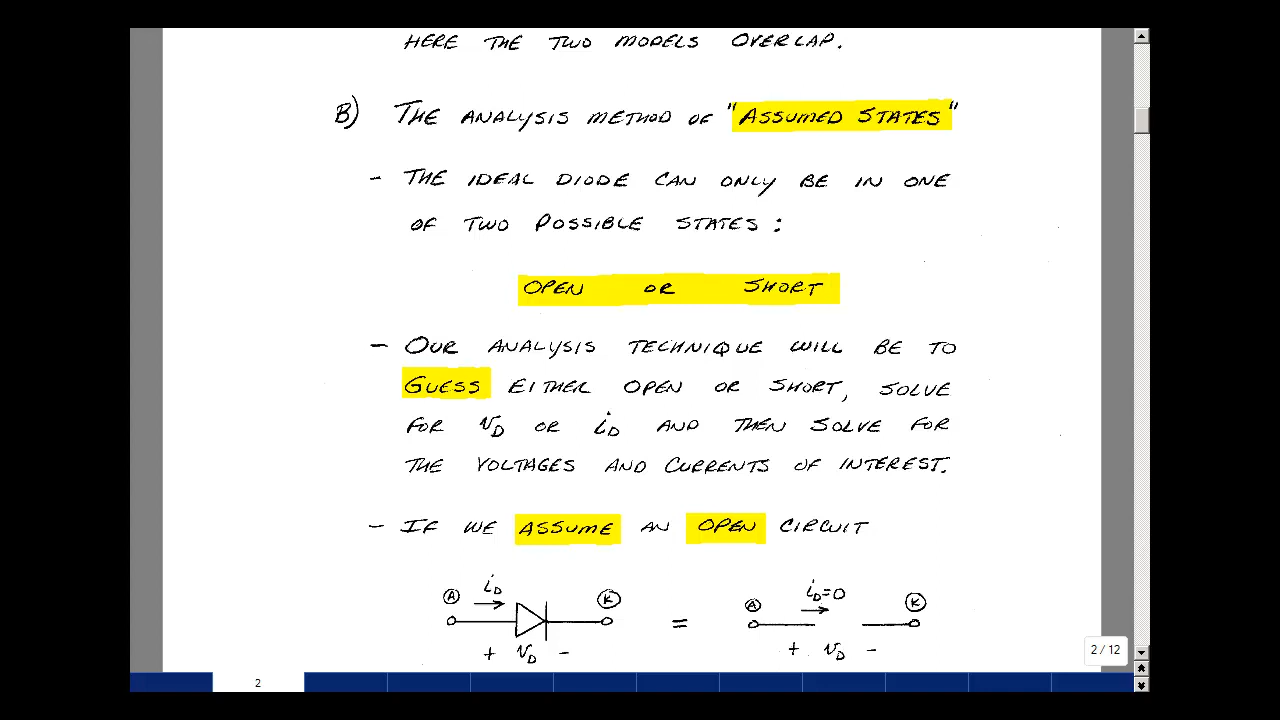 HERE THE TWO MODELS OVERLAP.
B) THE ANALYSIS METHOD OF "ASSUMED STATES"
- THE IDEAL DIODE CAN ONLY BE IN ONE
OF TWO POSSIBLE STATES:
OPEN OR SHORT
- OUR ANALYSIS TECHNIQUE WILL BE TO
GUESS EITHER OPEN OR SHORT, SOLVE
FOR VD OR iD AND THEN SOLVE FOR
THE VOLTAGES AND CURRENTS OF INTEREST.
- IF WE ASSUME AN OPEN CIRCUIT
A iD K A iD=0 K
=
+ VD - + VD -
2 / 12
2